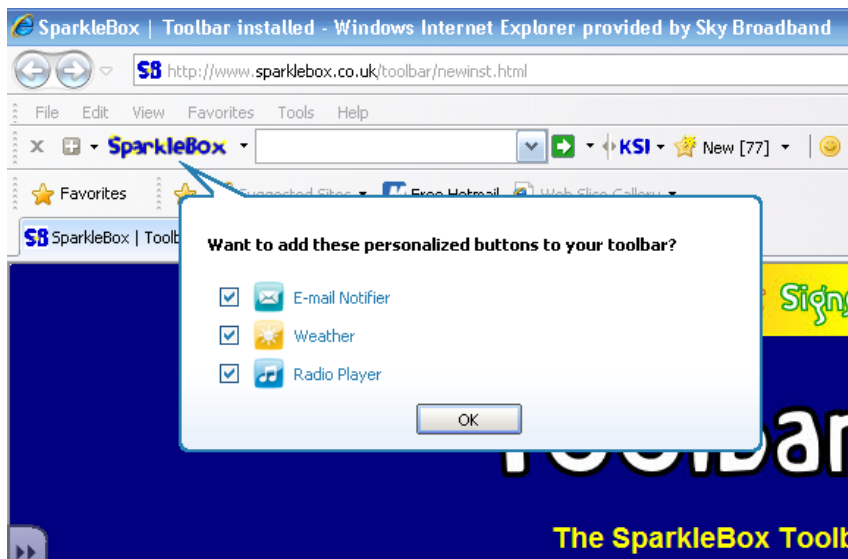 SparkleBox | Toolbar installed - Windows Internet Explorer provided by Sky Broadband
SB http://www.sparklebox.co.uk/toolbar/newinst.html
File Edit View Favorites Tools Help
x SparkleBox KS1 New [77]
Favorites Suggested Sites Free Hotmail Web Slice Gallery
SB SparkleBox | Toolb
Want to add these personalized buttons to your toolbar?
E-mail Notifier
Weather
Radio Player
OK
Sign
Toolbar
The SparkleBox Toolb